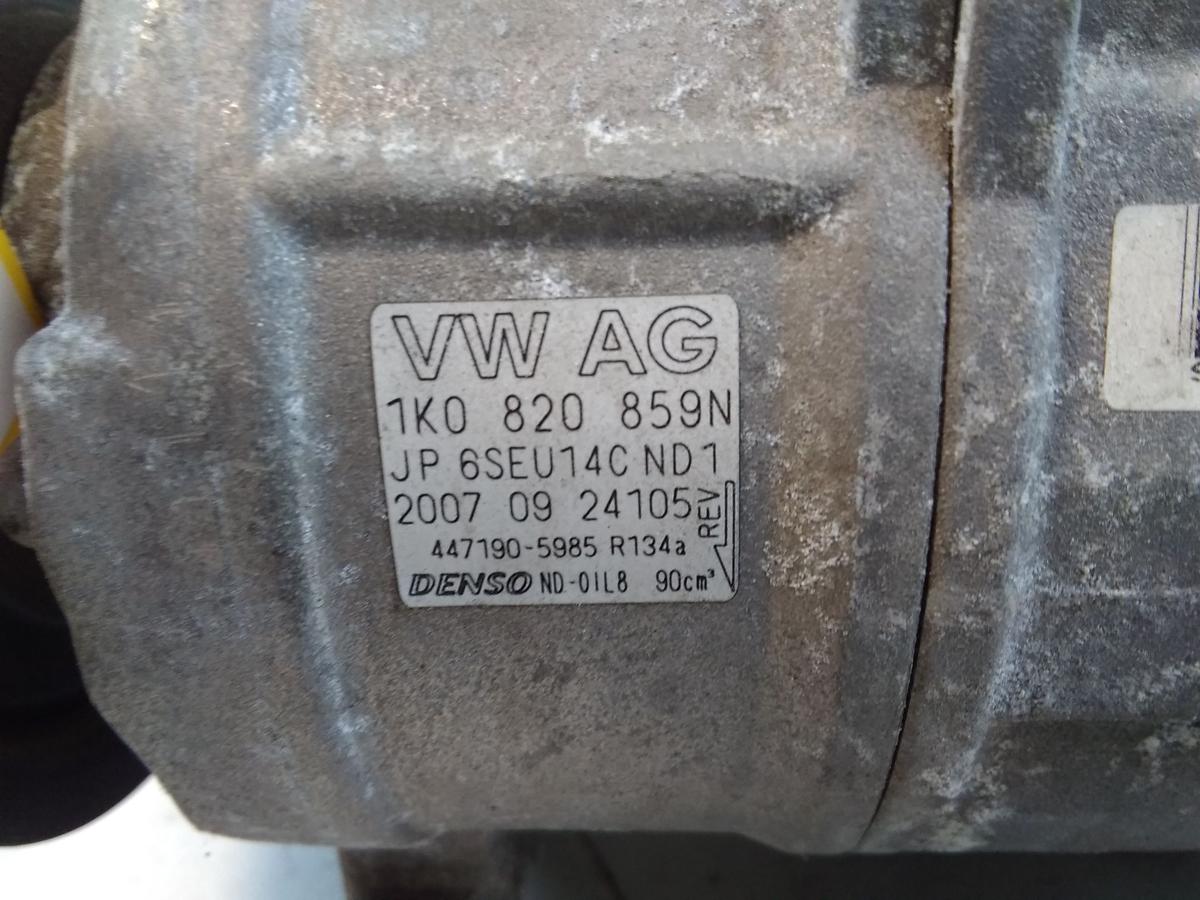 VW AG
1K0 820 859N
JP 6SEU14C ND1
2007 09 24105
REV
447190-5985 R134a
DENSO ND-OIL8 90cm³